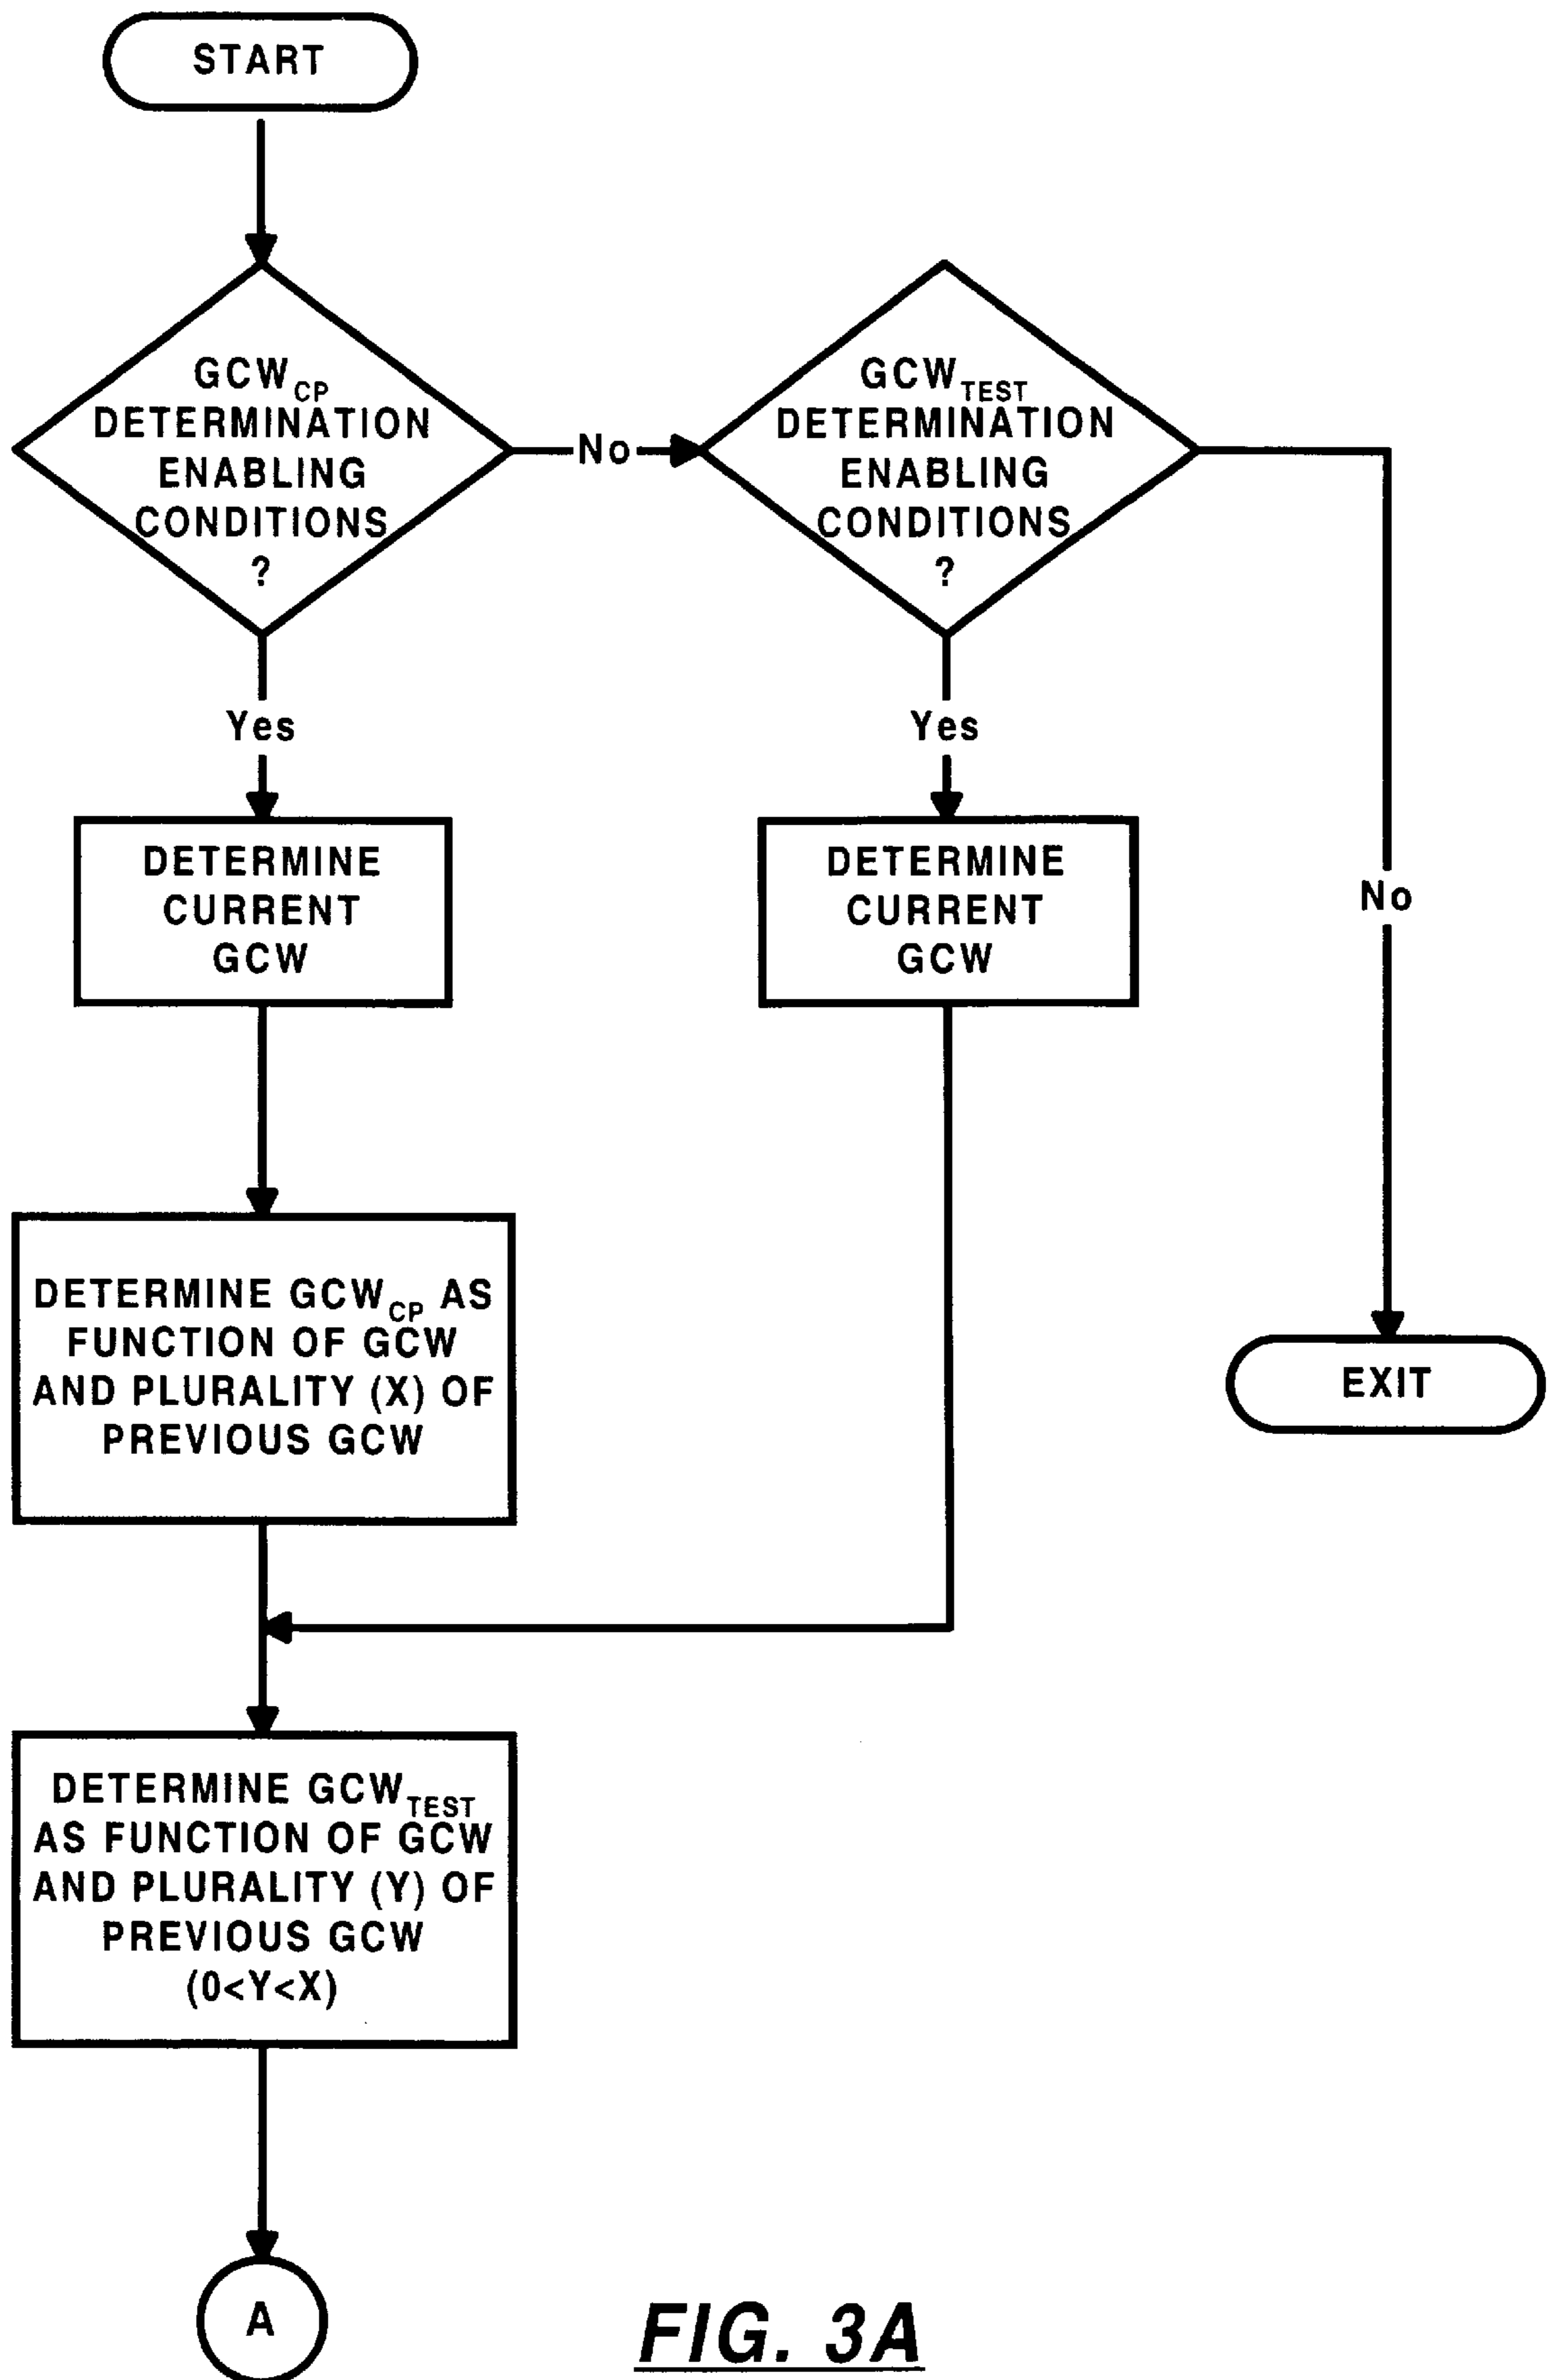 START
GCW_CP
DETERMINATION
ENABLING
CONDITIONS
?
No
GCW_TEST
DETERMINATION
ENABLING
CONDITIONS
?
Yes
Yes
DETERMINE
CURRENT
GCW
DETERMINE
CURRENT
GCW
No
DETERMINE GCW_CP AS
FUNCTION OF GCW
AND PLURALITY (X) OF
PREVIOUS GCW
EXIT
DETERMINE GCW_TEST
AS FUNCTION OF GCW
AND PLURALITY (Y) OF
PREVIOUS GCW
(0<Y<X)
A
FIG. 3A